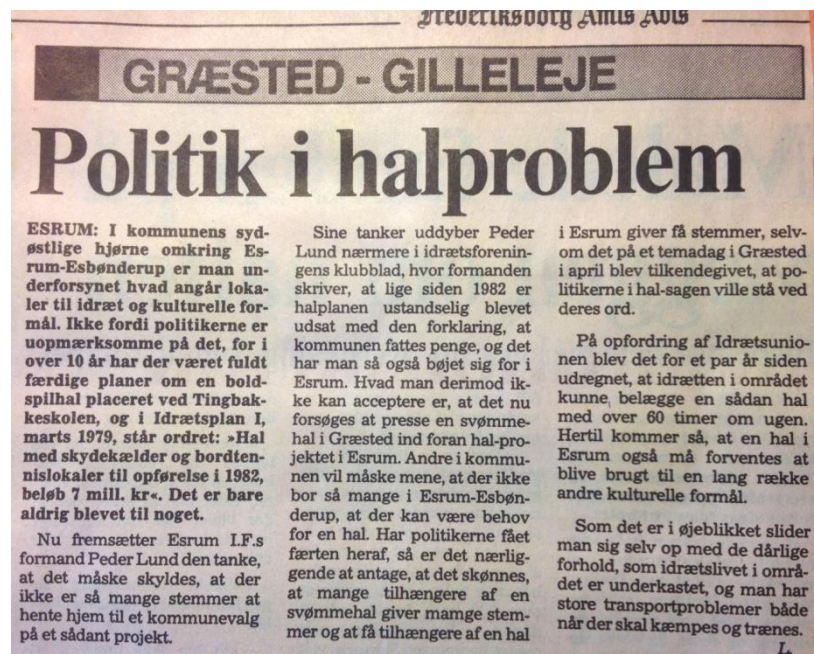 Frederiksborg Amts Avis
GRÆSTED - GILLELEJE
Politik i halproblem
ESRUM: I kommunens syd-
østlige hjørne omkring Es-
rum-Esbønderup er man un-
derforsynet hvad angår loka-
ler til idræt og kulturelle for-
mål. Ikke fordi politikerne er
uopmærksomme på det, for i
over 10 år har der været fuldt
færdige planer om en bold-
spilhal placeret ved Tingbak-
keskolen, og i Idrætsplan I,
marts 1979, står ordret: »Hal
med skydekælder og bordten-
nislokaler til opførelse i 1982,
beløb 7 mill. kr«. Det er bare
aldrig blevet til noget.
Nu fremsætter Esrum I.F.s
formand Peder Lund den tanke,
at det måske skyldes, at der
ikke er så mange stemmer at
hente hjem til et kommunevalg
på et sådant projekt.
Sine tanker uddyber Peder
Lund nærmere i idrætsforenin-
gens klubblad, hvor formanden
skriver, at lige siden 1982 er
halplanen ustandselig blevet
udsat med den forklaring, at
kommunen fattes penge, og det
har man så også bøjet sig for i
Esrum. Hvad man derimod ik-
ke kan acceptere er, at det nu
forsøges at presse en svømme-
hal i Græsted ind foran hal-pro-
jektet i Esrum. Andre i kommu-
nen vil måske mene, at der ikke
bor så mange i Esrum-Esbøn-
derup, at der kan være behov
for en hal. Har politikerne fået
færten heraf, så er det nærlig-
gende at antage, at det skønnes,
at mange tilhængere af en
svømmehal giver mamge stem-
mer og at få tilhængere af en hal
i Esrum giver få stemmer, selv-
om det på et temadag i Græsted
i april blev tilkendegivet, at po-
litikerne i hal-sagen ville stå ved
deres ord.
På opfordring af Idrætsunio-
nen blev det for et par år siden
udregnet, at idrætten i området
kunne, belægge en sådan hal
med over 60 timer om ugen.
Hertil kommer så, at en hal i
Esrum også må forventes at
blive brugt til en lang række
andre kulturelle formål.
Som det er i øjeblikket slider
man sig selv op med de dårlige
forhold, som idrætslivet i områ-
det er underkastet, og man har
store transportproblemer både
når der skal kæmpes og trænes.
L.